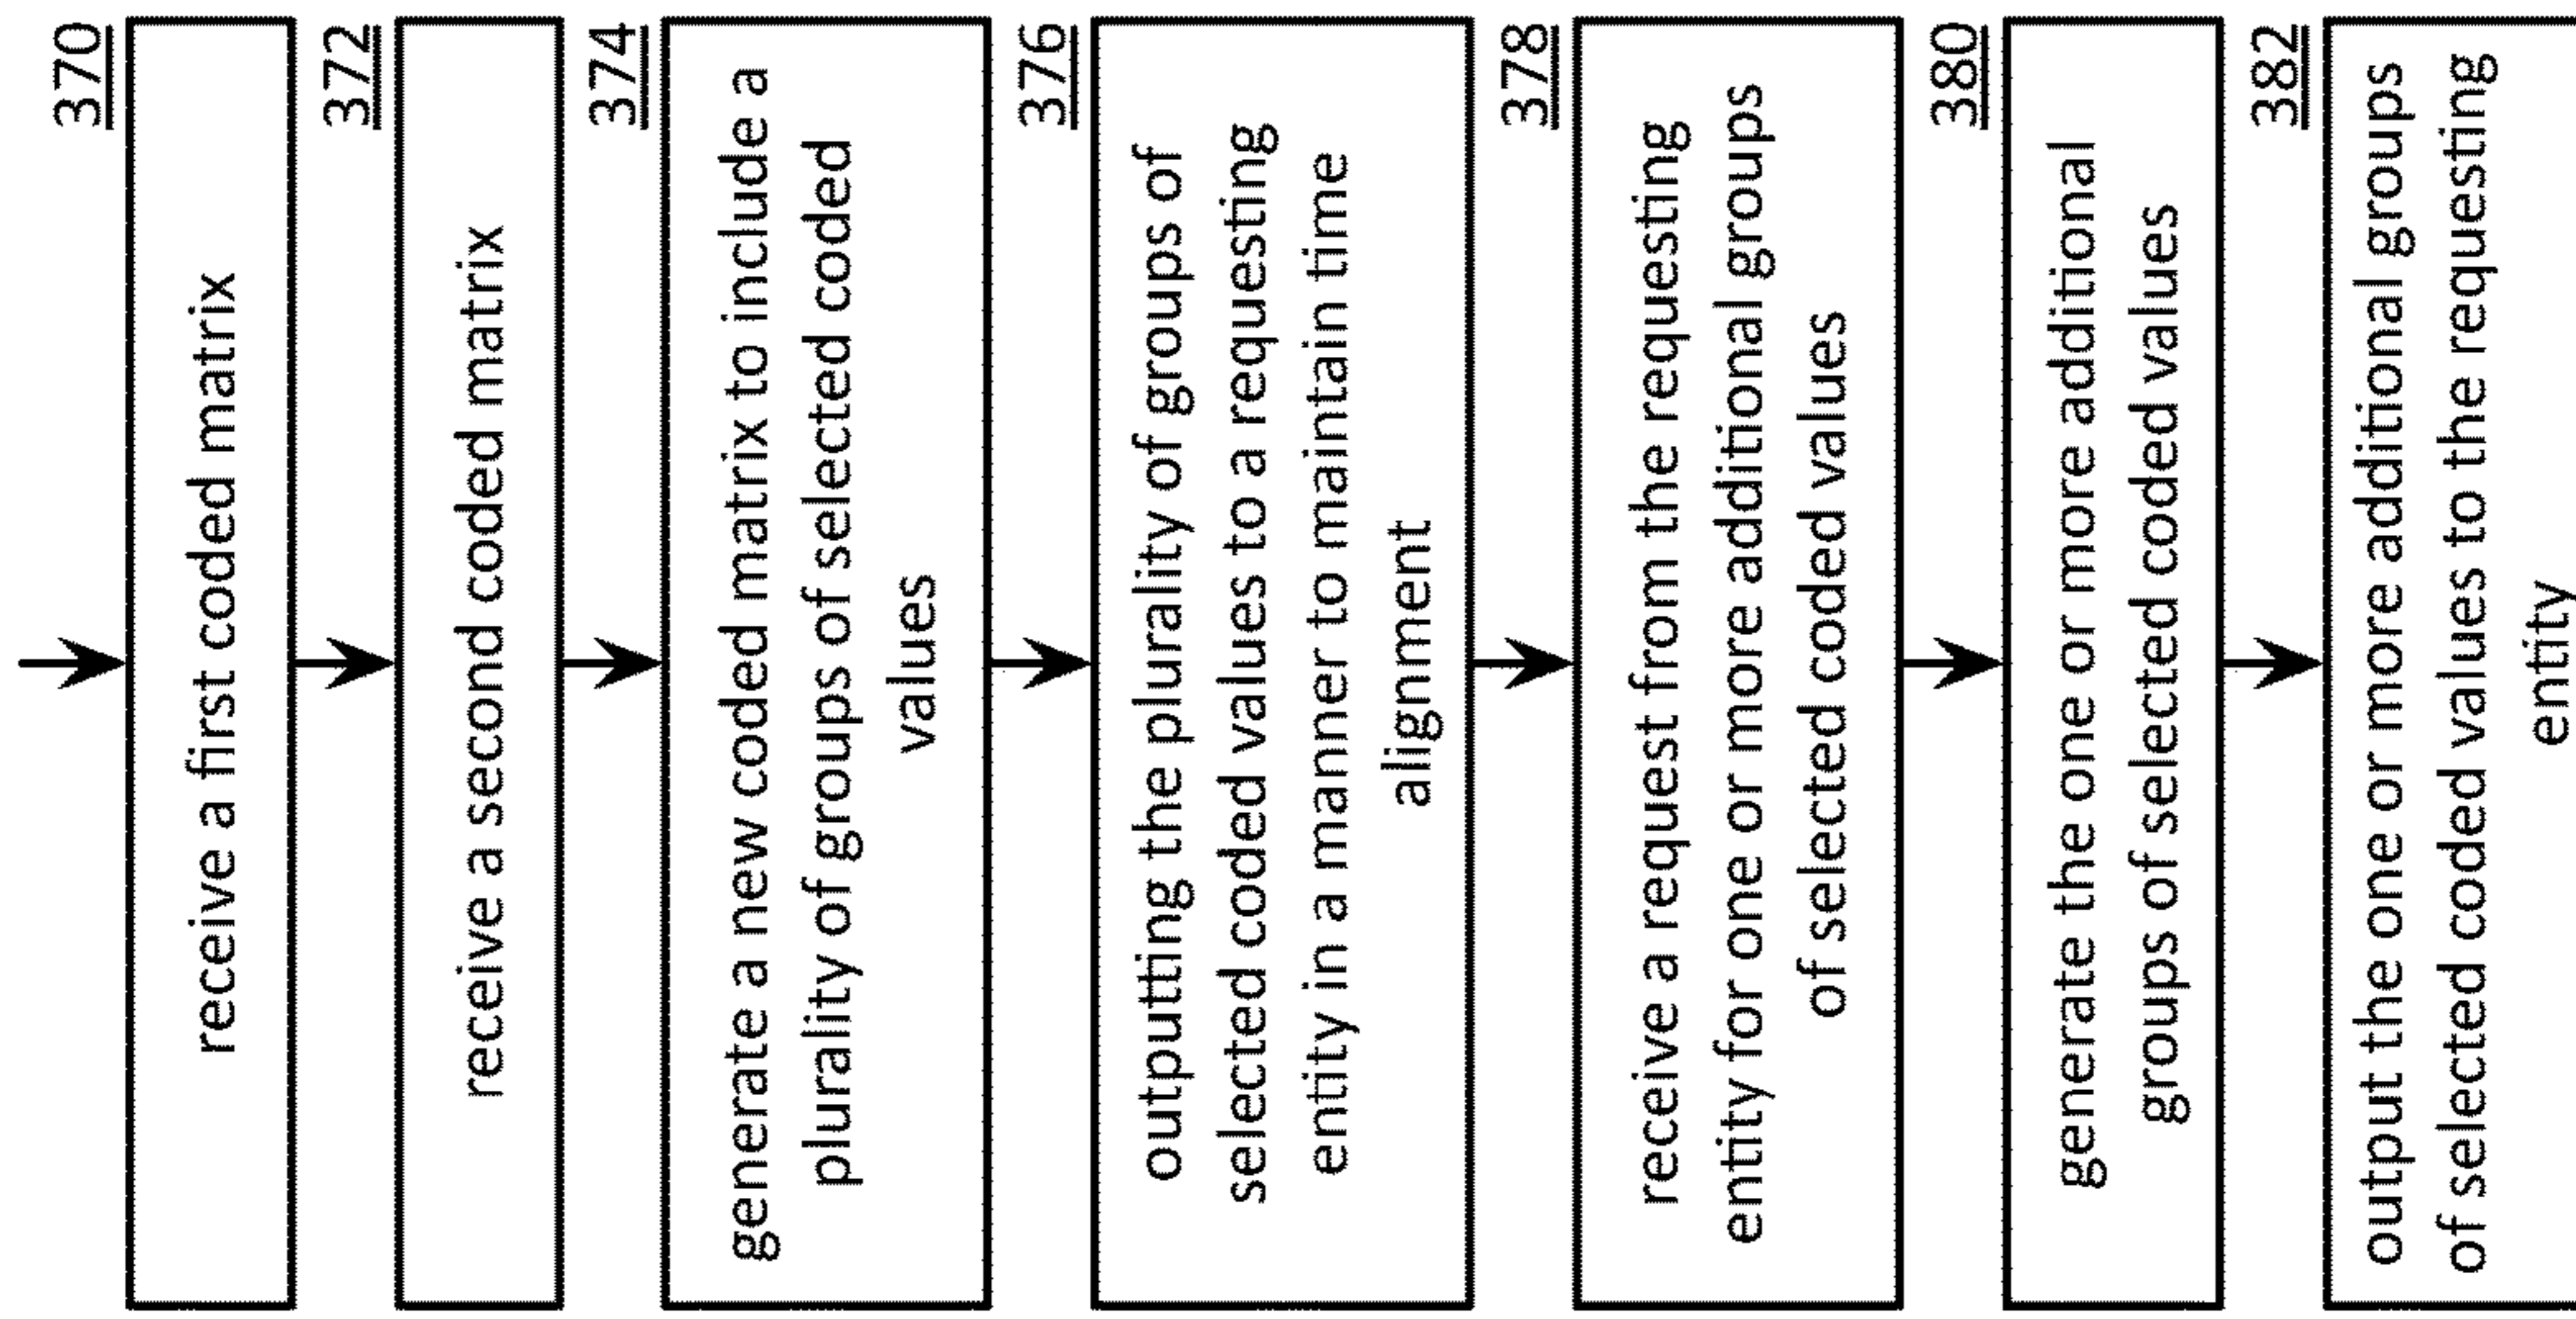 370
receive a first coded matrix
372
receive a second coded matrix
374
generate a new coded matrix to include a
plurality of groups of selected coded
values
376
outputting the plurality of groups of
selected coded values to a requesting
entity in a manner to maintain time
alignment
378
receive a request from the requesting
entity for one or more additional groups
of selected coded values
380
generate the one or more additional
groups of selected coded values
382
output the one or more additional groups
of selected coded values to the requesting
entity